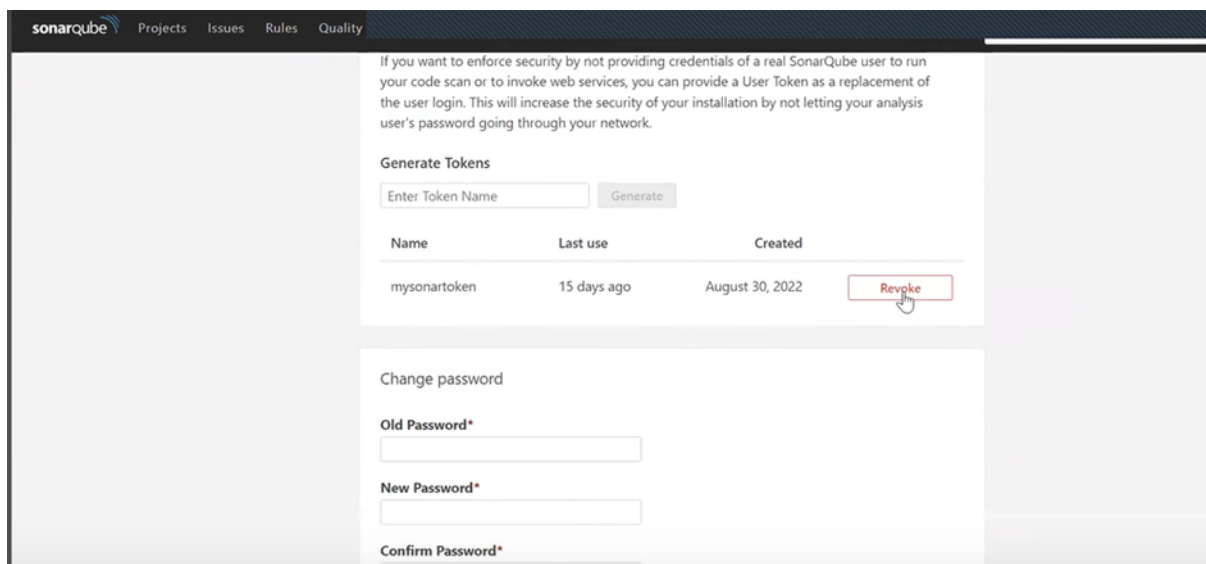 sonarqube Projects Issues Rules Quality
If you want to enforce security by not providing credentials of a real SonarQube user to run
your code scan or to invoke web services, you can provide a User Token as a replacement of
the user login. This will increase the security of your installation by not letting your analysis
user's password going through your network.
Generate Tokens
Enter Token Name Generate
Name Last use Created
mysonartoken 15 days ago August 30, 2022 Revoke
Change password
Old Password*
New Password*
Confirm Password*